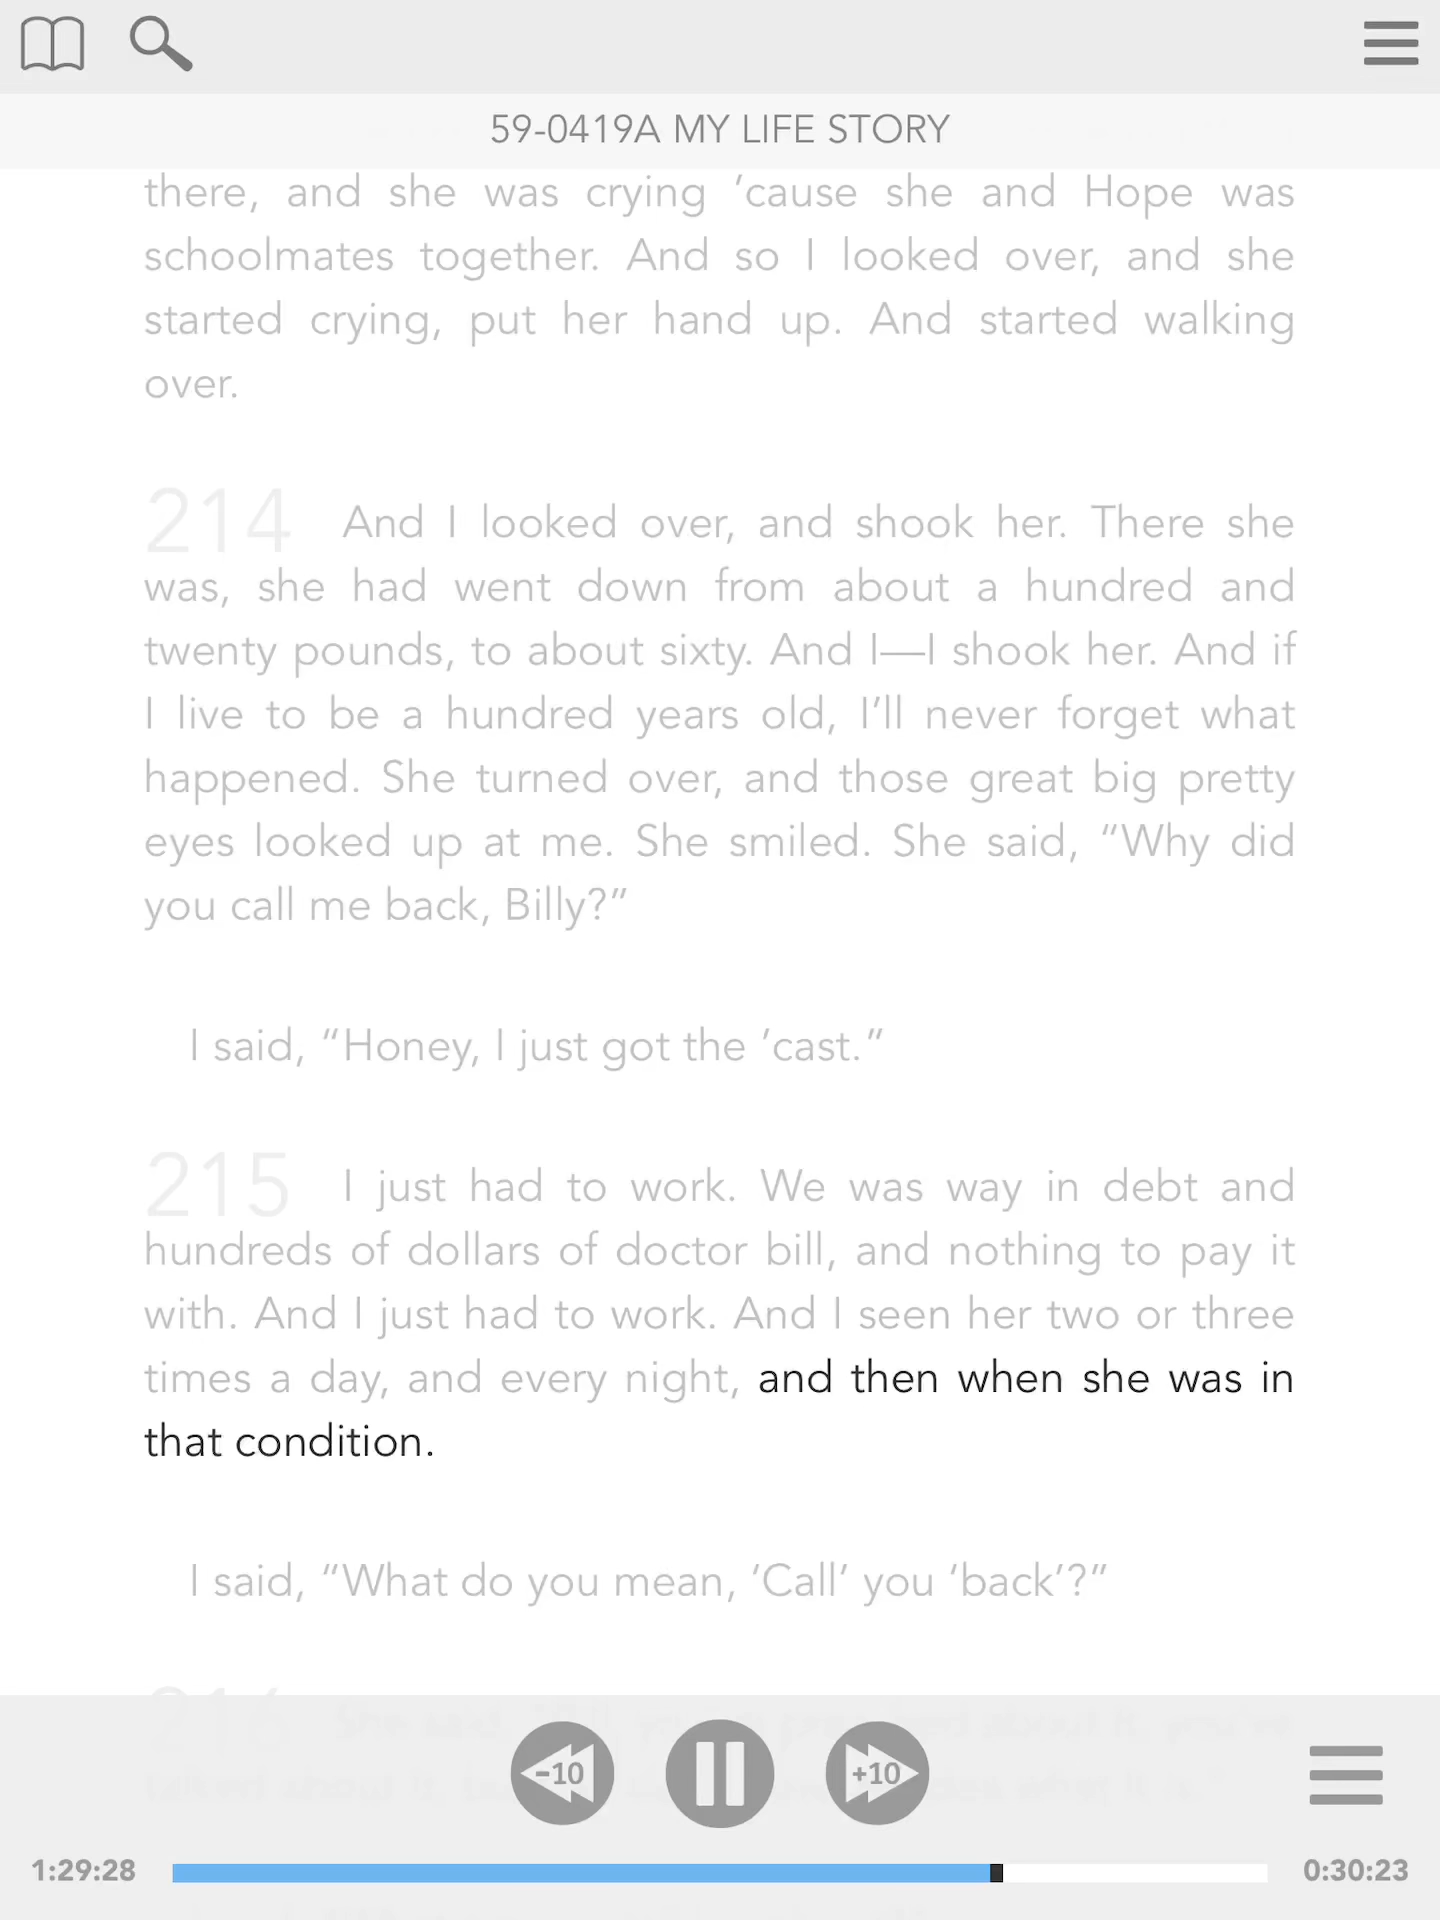 59-0419A MY LIFE STORY
there, and she was crying ’cause she and Hope was
schoolmates together. And so I looked over, and she
started crying, put her hand up. And started walking
over.
214 And I looked over, and shook her. There she
was, she had went down from about a hundred and
twenty pounds, to about sixty. And I—I shook her. And if
I live to be a hundred years old, I’ll never forget what
happened. She turned over, and those great big pretty
eyes looked up at me. She smiled. She said, “Why did
you call me back, Billy?”
I said, “Honey, I just got the ’cast.”
215 I just had to work. We was way in debt and
hundreds of dollars of doctor bill, and nothing to pay it
with. And I just had to work. And I seen her two or three
times a day, and every night, and then when she was in
that condition.
I said, “What do you mean, ‘Call’ you ‘back’?”
216 She said,
talked about it,
-10 +10
1:29:28 0:30:23